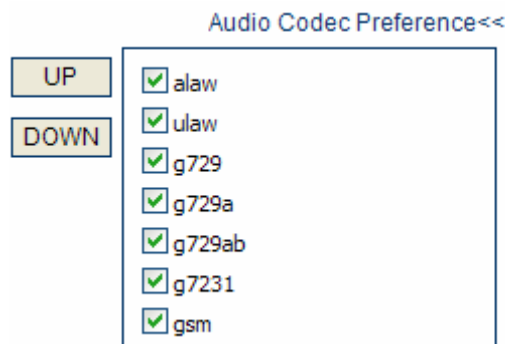 Audio Codec Preference<<
UP
DOWN
alaw
ulaw
g729
g729a
g729ab
g7231
gsm